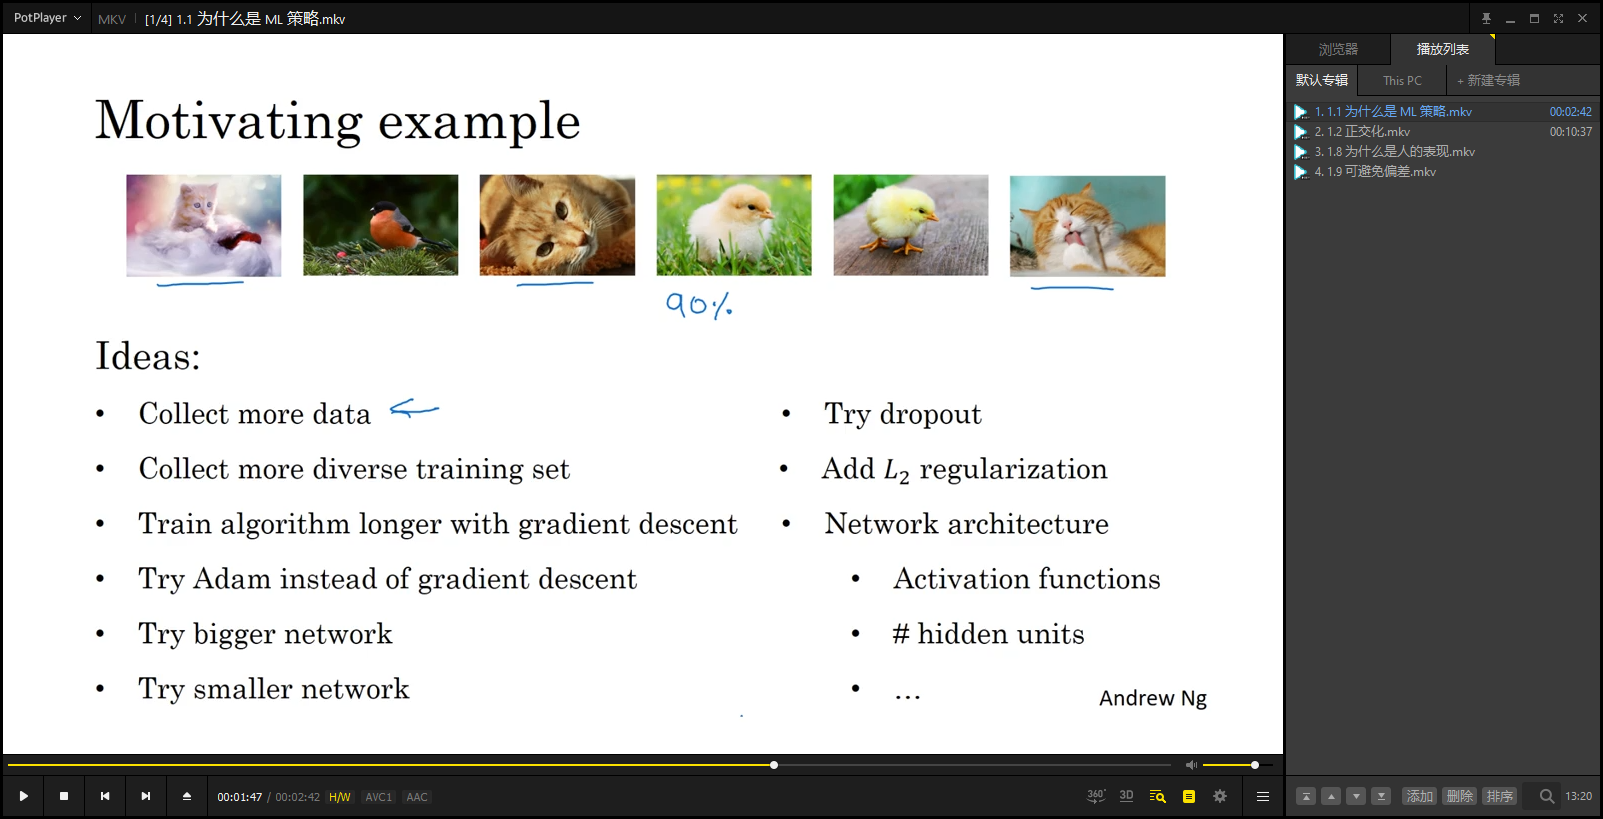 PotPlayer MKV [1/4] 1.1 为什么是 ML 策略.mkv
Motivating example
90%
Ideas:
• Collect more data
• Collect more diverse training set
• Train algorithm longer with gradient descent
• Try Adam instead of gradient descent
• Try bigger network
• Try smaller network
• Try dropout
• Add L₂ regularization
• Network architecture
• Activation functions
• # hidden units
• …
Andrew Ng
00:01:47 / 00:02:42 H/W AVC1 AAC
360° 3D
浏览器 播放列表
默认专辑 This PC + 新建专辑
1. 1.1 为什么是 ML 策略.mkv 00:02:42
2. 1.2 正交化.mkv 00:10:37
3. 1.8 为什么是人的表现.mkv
4. 1.9 可避免偏差.mkv
添加 删除 排序 13:20